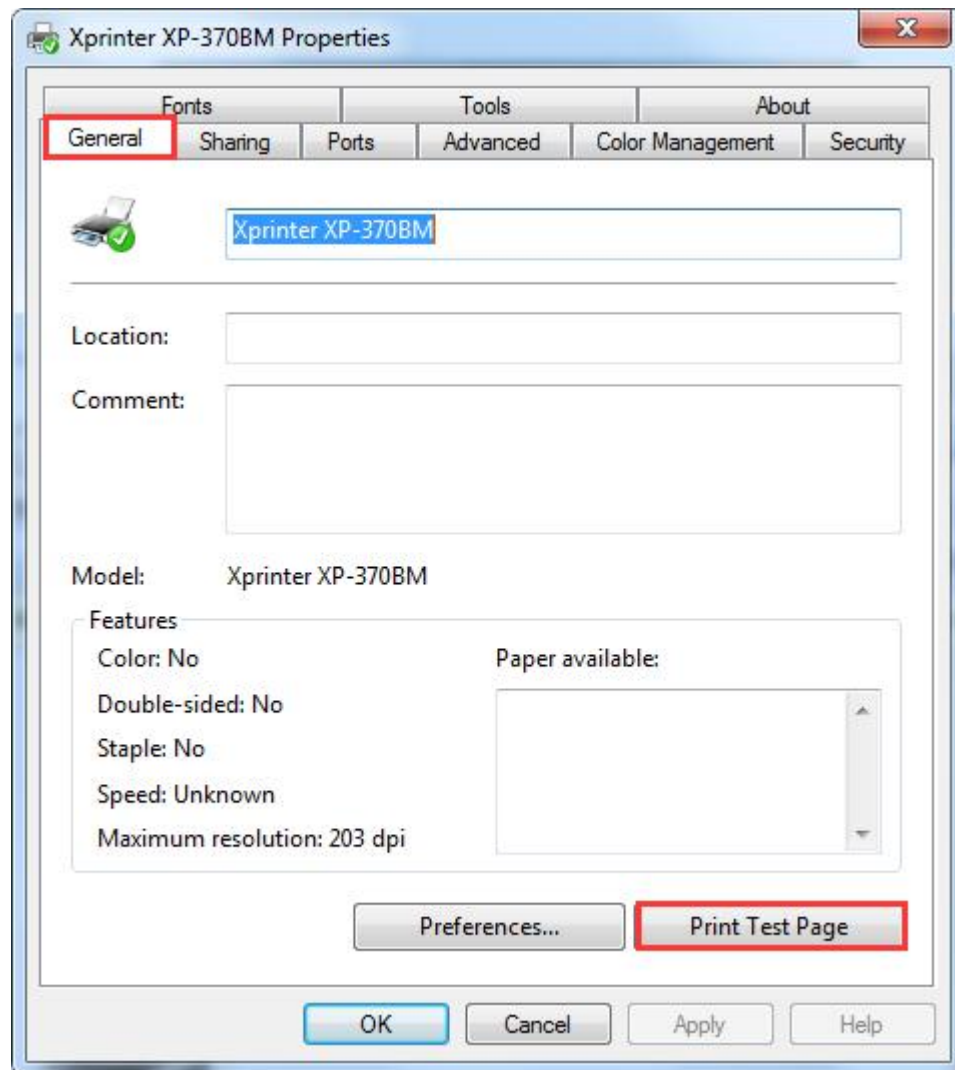 Xprinter XP-370BM Properties
Fonts Tools About
General Sharing Ports Advanced Color Management Security
Xprinter XP-370BM
Location:
Comment:
Model: Xprinter XP-370BM
Features
Color: No Paper available:
Double-sided: No
Staple: No
Speed: Unknown
Maximum resolution: 203 dpi
Preferences... Print Test Page
OK Cancel Apply Help